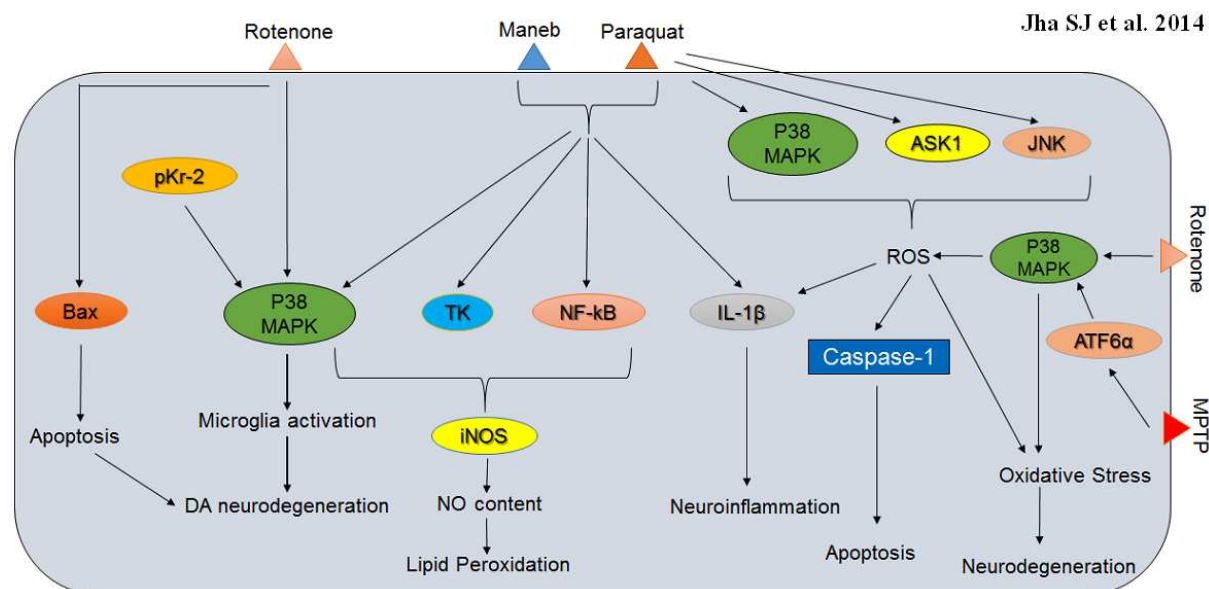 Jha SJ et al. 2014
Rotenone
Maneb
Paraquat
P38
MAPK
ASK1
JNK
pKr-2
Rotenone
ROS
P38
MAPK
Bax
P38
MAPK
TK
NF-kB
IL-1β
ATF6α
Caspase-1
MPTP
Microglia activation
Apoptosis
iNOS
Oxidative Stress
DA neurodegeneration
NO content
Neuroinflammation
Apoptosis
Lipid Peroxidation
Neurodegeneration